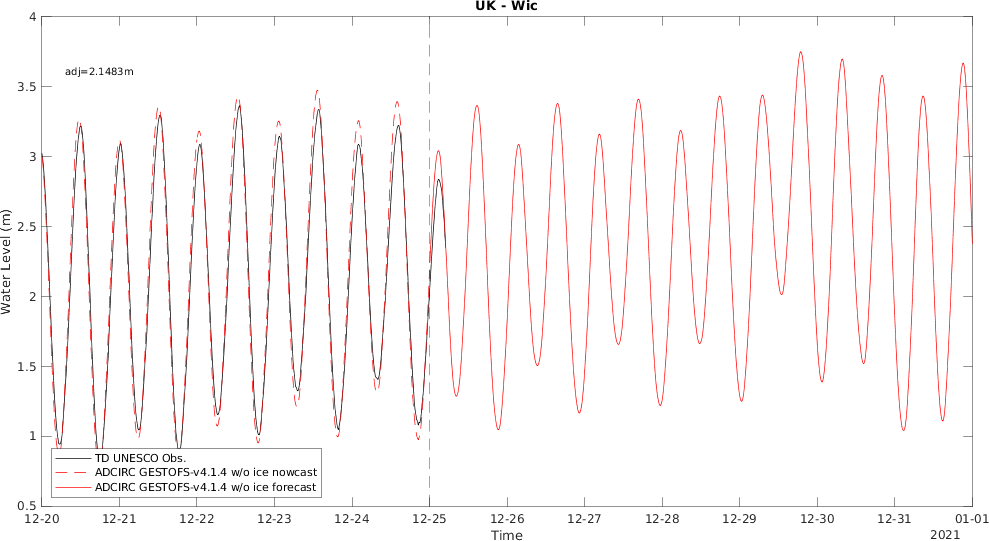 UK - Wic
4
adj=2.1483m
3.5
3
2.5
Water Level (m)
2
1.5
1
TD UNESCO Obs.
ADCIRC GESTOFS-v4.1.4 w/o ice nowcast
ADCIRC GESTOFS-v4.1.4 w/o ice forecast
0.5
12-20 12-21 12-22 12-23 12-24 12-25 12-26 12-27 12-28 12-29 12-30 12-31 01-01
Time
2021